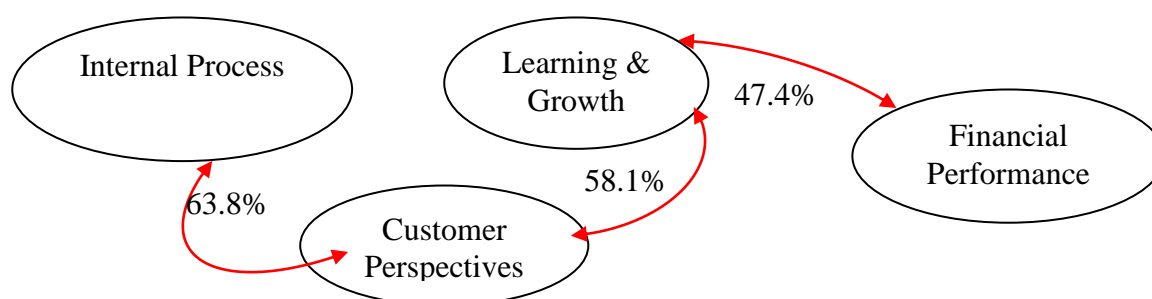 Internal Process
Learning &
Growth
47.4%
Financial
Performance
58.1%
63.8%
Customer
Perspectives